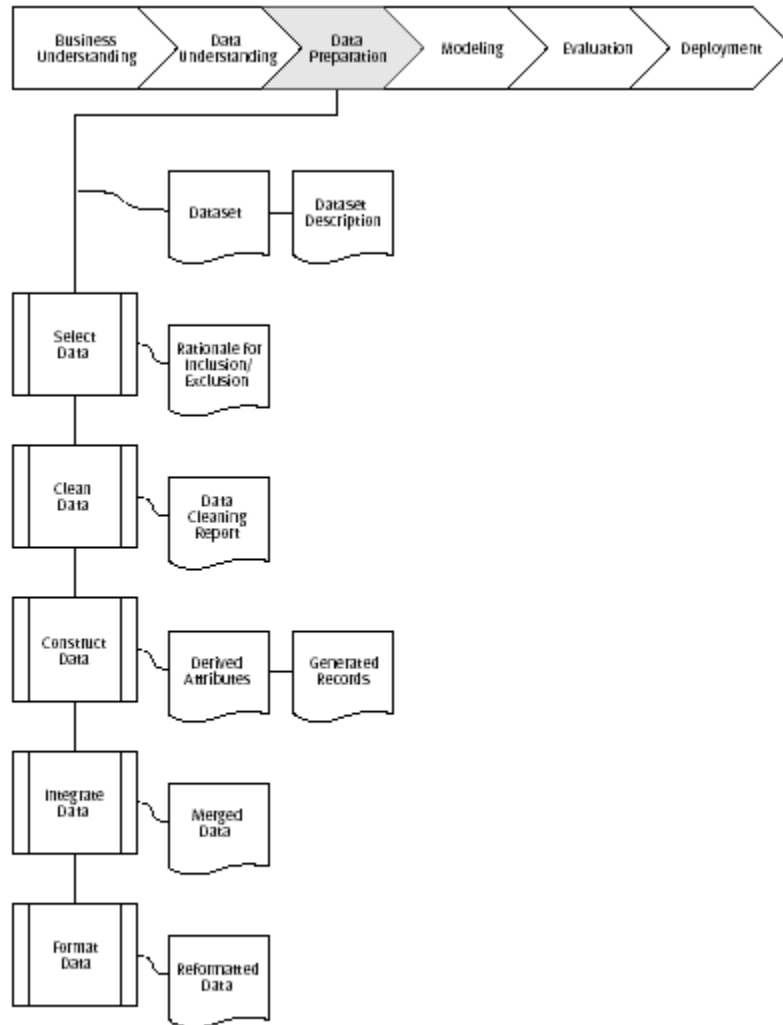 Business
Understanding
Data
Understanding
Data
Preparation
Modeling
Evaluation
Deployment
Dataset
Dataset
Description
Select
Data
Rationale for
Inclusion/
Exclusion
Clean
Data
Data
Cleaning
Report
Construct
Data
Derived
Attributes
Generated
Records
Integrate
Data
Merged
Data
Format
Data
Reformatted
Data